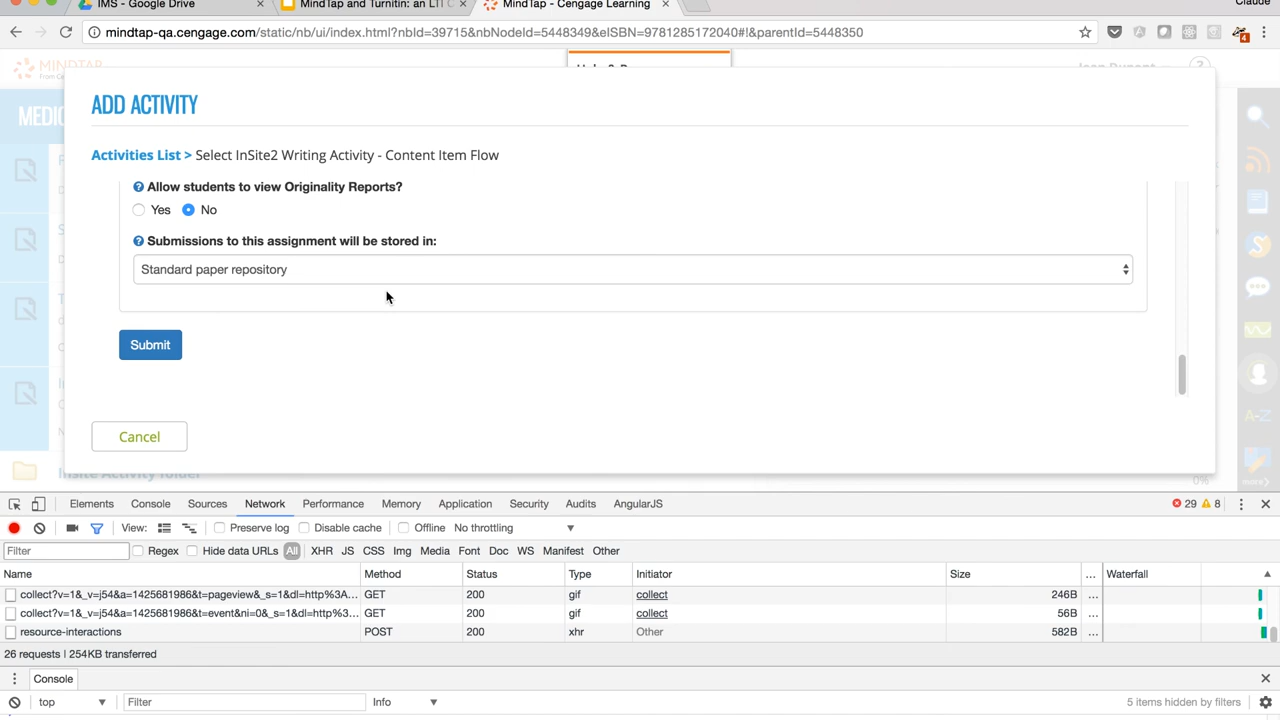 IMS - Google Drive × MindTap and Turnitin: an LTI C × MindTap - Cengage Learning × Claude
mindtap-qa.cengage.com/static/nb/ui/index.html?nbId=39715&nbNodeId=5448349&eISBN=9781285172040#!&parentId=5448350 4
MINDTAP
MEDIC
ADD ACTIVITY
Activities List > Select InSite2 Writing Activity - Content Item Flow
Allow students to view Originality Reports?
Yes No
Submissions to this assignment will be stored in:
Standard paper repository
Submit
A-Z
Cancel
Insite Activity folder
more>
0%
Elements Console Sources Network Performance Memory Application Security Audits AngularJS 29 8
View: Preserve log Disable cache Offline No throttling
Filter Regex Hide data URLs All XHR JS CSS Img Media Font Doc WS Manifest Other
Name Method Status Type Initiator Size ... Waterfall
collect?v=1&_v=j54&a=1425681986&t=pageview&_s=1&dl=http%3A... GET 200 gif collect 246B ...
collect?v=1&_v=j54&a=1425681986&t=event&ni=0&_s=1&dl=http%3... GET 200 gif collect 56B ...
resource-interactions POST 200 xhr Other 582B ...
26 requests | 254KB transferred
Console
top Filter Info 5 items hidden by filters